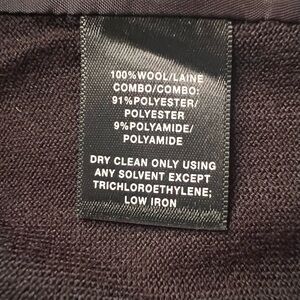 100%WOOL/LAINE
COMBO/COMBO:
91%POLYESTER/
POLYESTER
9%POLYAMIDE/
POLYAMIDE
DRY CLEAN ONLY USING
ANY SOLVENT EXCEPT
TRICHLOROETHYLENE;
LOW IRON